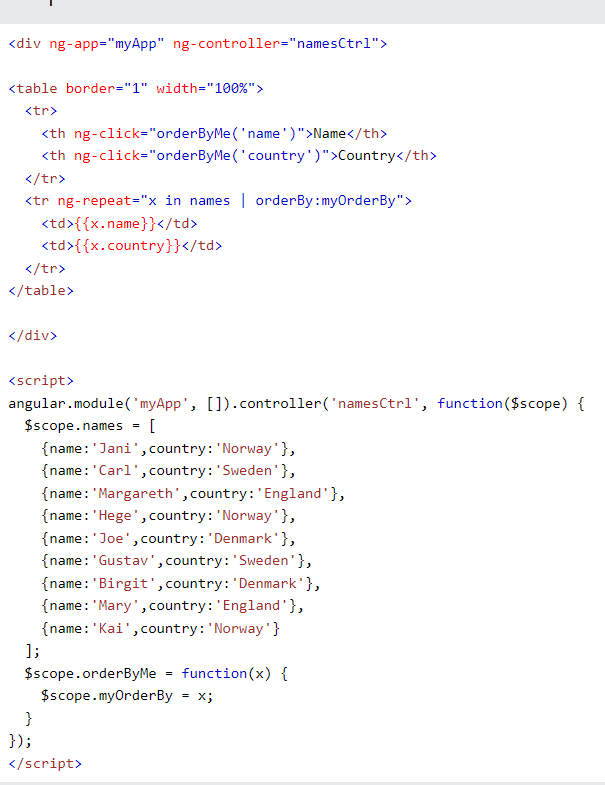 <div ng-app="myApp" ng-controller="namesCtrl">
<table border="1" width="100%">
<tr>
<th ng-click="orderByMe('name')">Name</th>
<th ng-click="orderByMe('country')">Country</th>
</tr>
<tr ng-repeat="x in names | orderBy:myOrderBy">
<td>{{x.name}}</td>
<td>{{x.country}}</td>
</tr>
</table>
</div>
<script>
angular.module('myApp', []).controller('namesCtrl', function($scope) {
$scope.names = [
{name:'Jani',country:'Norway'},
{name:'Carl',country:'Sweden'},
{name:'Margareth',country:'England'},
{name:'Hege',country:'Norway'},
{name:'Joe',country:'Denmark'},
{name:'Gustav',country:'Sweden'},
{name:'Birgit',country:'Denmark'},
{name:'Mary',country:'England'},
{name:'Kai',country:'Norway'}
];
$scope.orderByMe = function(x) {
$scope.myOrderBy = x;
}
});
</script>